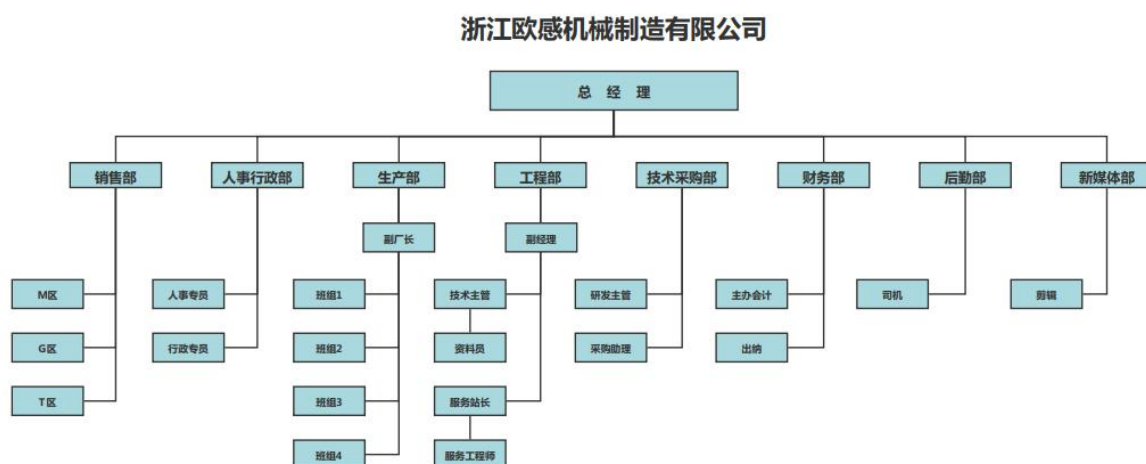 浙江欧感机械制造有限公司
总 经 理
销售部 人事行政部 生产部 工程部 技术采购部 财务部 后勤部 新媒体部
副厂长 副经理
M区 人事专员 班组1 技术主管 研发主管 主办会计 司机 剪辑
G区 行政专员 班组2 资料员 采购助理 出纳
T区 班组3 服务站长
班组4 服务工程师